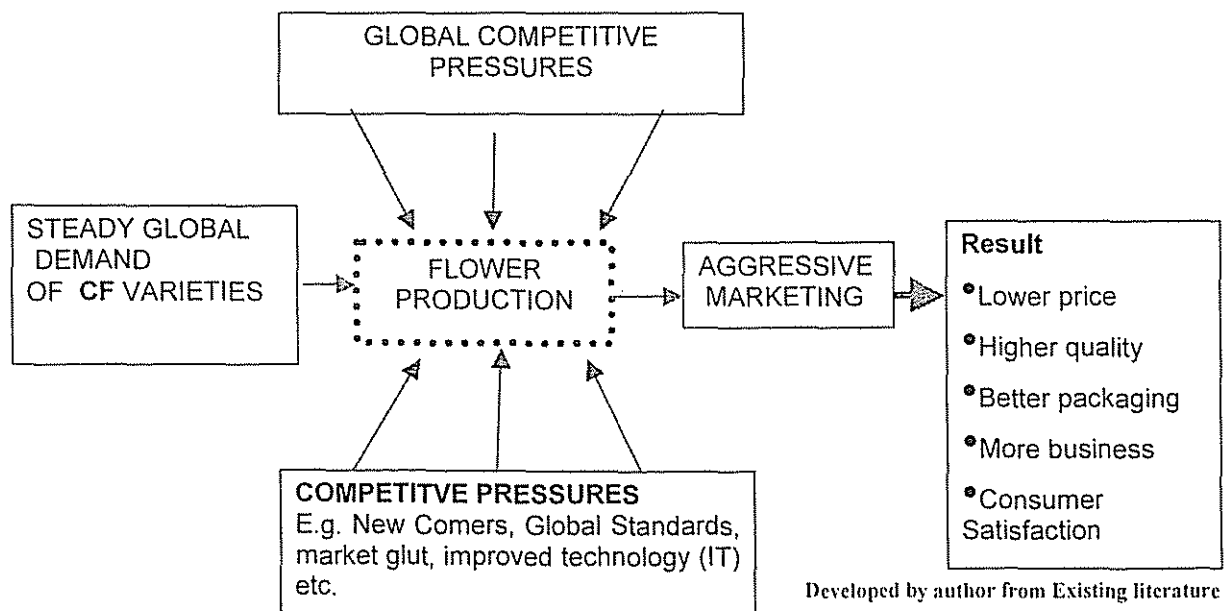 GLOBAL COMPETITIVE
PRESSURES
STEADY GLOBAL
DEMAND
OF CF VARIETIES
FLOWER
PRODUCTION
AGGRESSIVE
MARKETING
Result
•Lower price
•Higher quality
•Better packaging
•More business
•Consumer
Satisfaction
COMPETITVE PRESSURES
E.g. New Comers, Global Standards,
market glut, improved technology (IT)
etc.
Developed by author from Existing literature